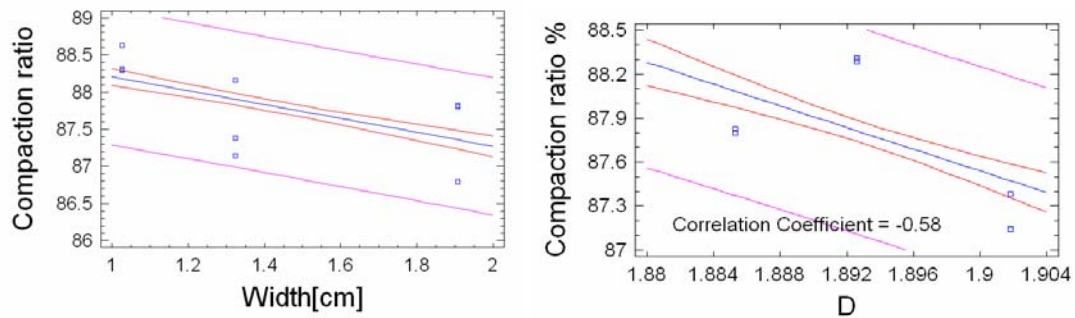 Compaction ratio
89
88.5
88
87.5
87
86.5
86
1 1.2 1.4 1.6 1.8 2
Width[cm]
Compaction ratio %
88.5
88.2
87.9
87.6
87.3
87
Correlation Coefficient = -0.58
1.88 1.884 1.888 1.892 1.896 1.9 1.904
D